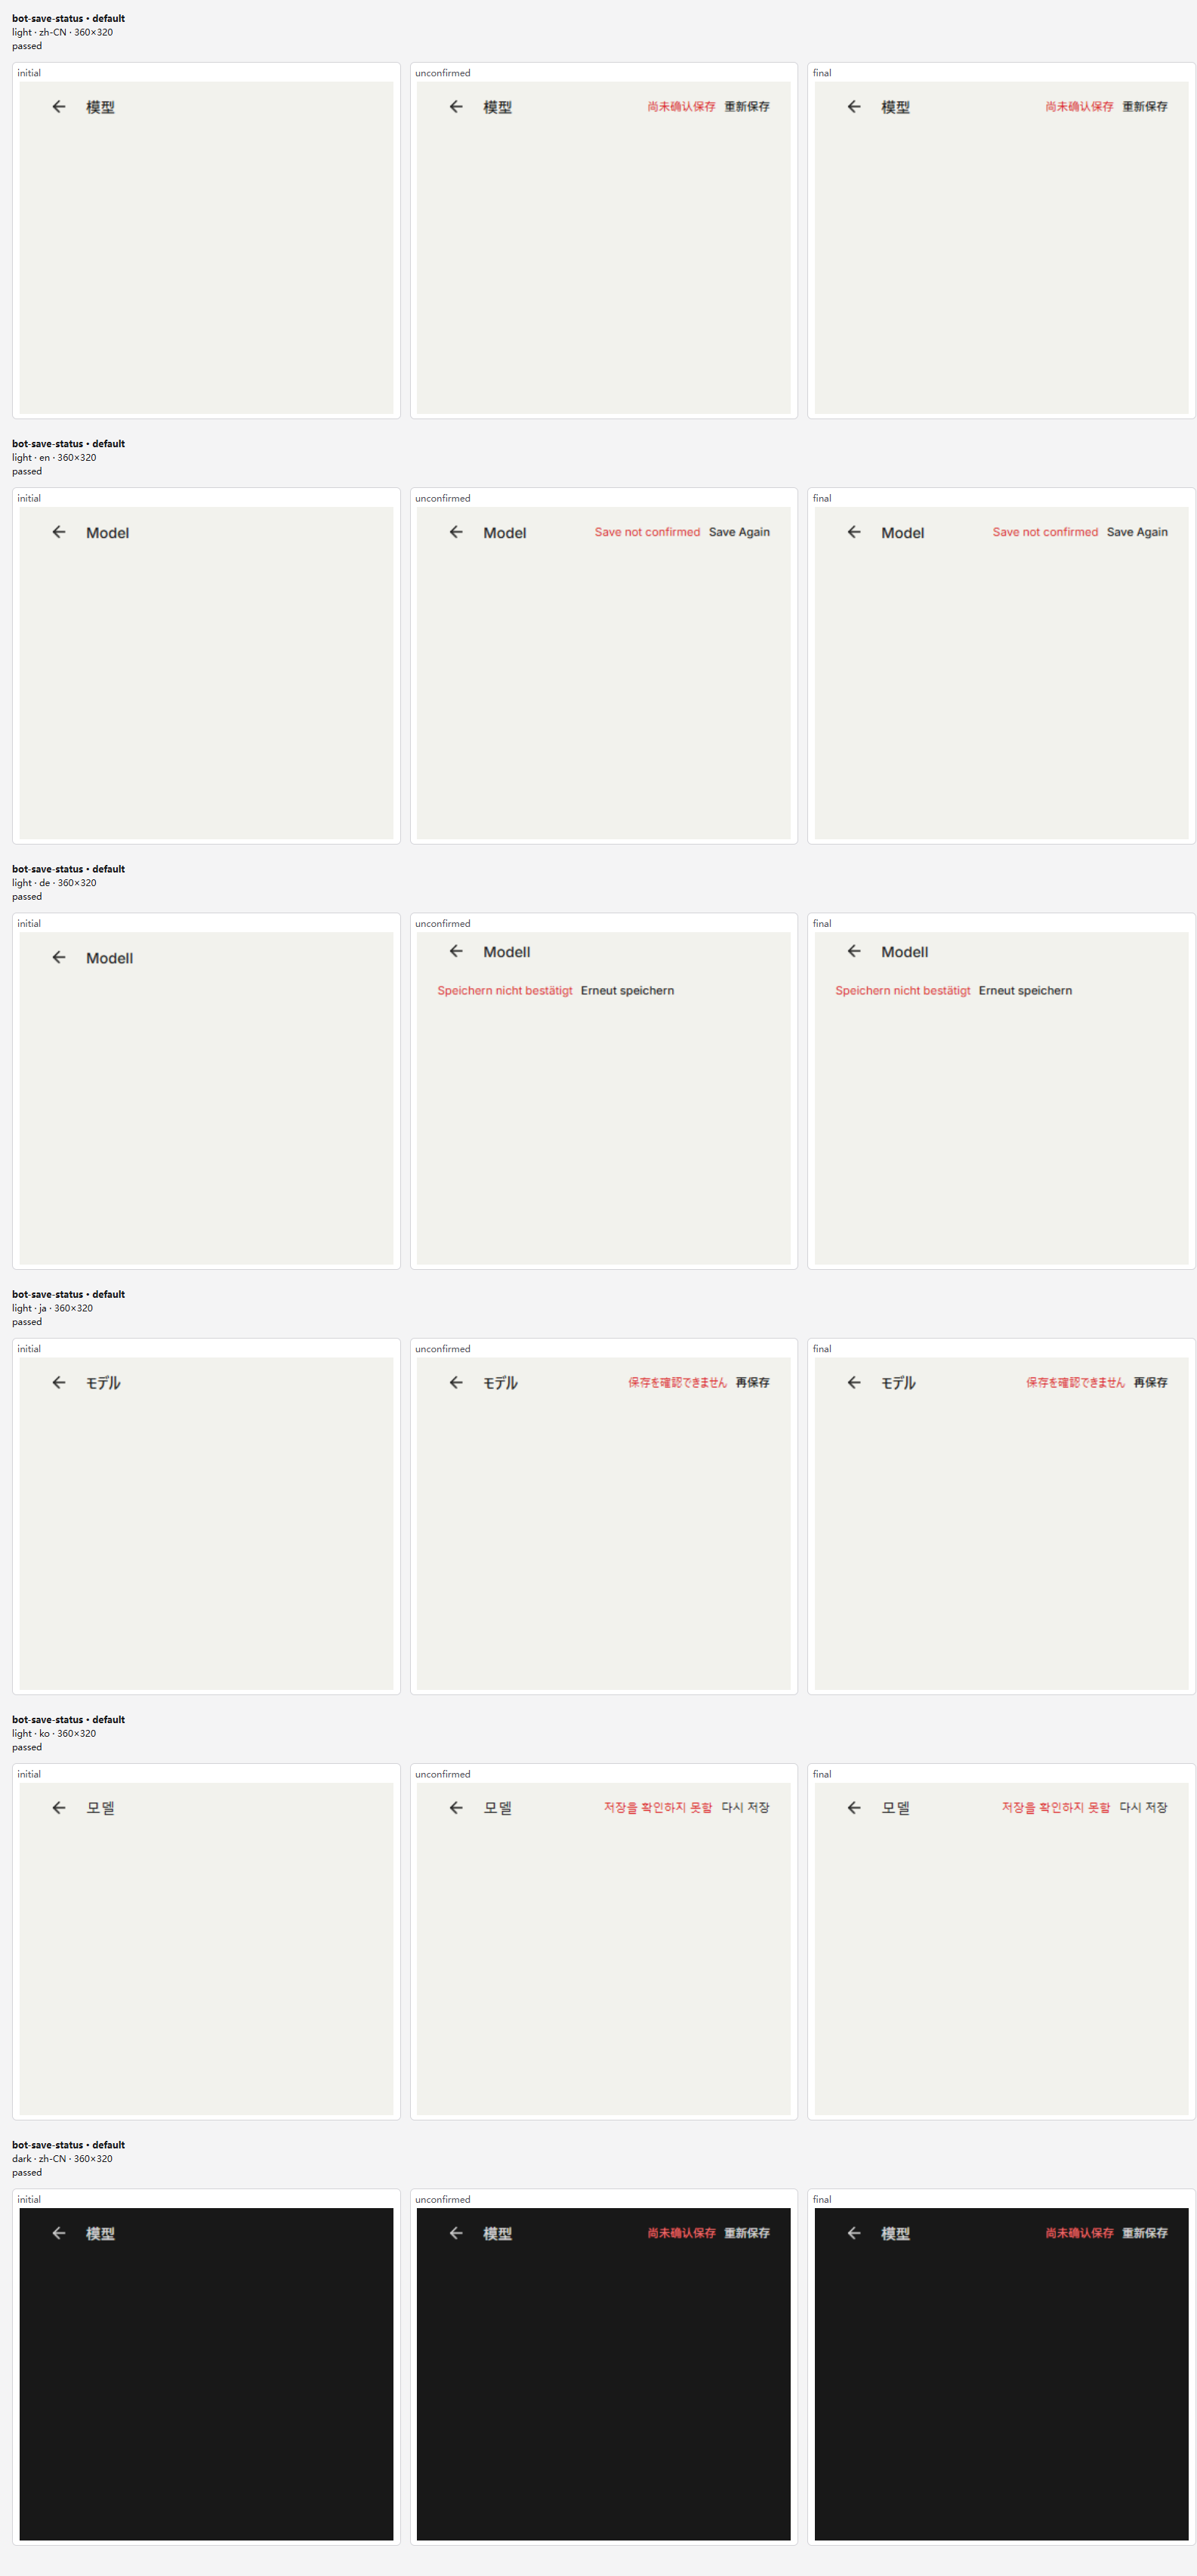 bot-save-status • default
light · zh-CN · 360×320
passed
initial
unconfirmed
final
模型
模型 尚未确认保存 重新保存
模型 尚未确认保存 重新保存
bot-save-status • default
light · en · 360×320
passed
initial
unconfirmed
final
Model
Model Save not confirmed Save Again
Model Save not confirmed Save Again
bot-save-status • default
light · de · 360×320
passed
initial
unconfirmed
final
Modell
Modell
Speichern nicht bestätigt Erneut speichern
Modell
Speichern nicht bestätigt Erneut speichern
bot-save-status • default
light · ja · 360×320
passed
initial
unconfirmed
final
モデル
モデル 保存を確認できません 再保存
モデル 保存を確認できません 再保存
bot-save-status • default
light · ko · 360×320
passed
initial
unconfirmed
final
모델
모델 저장을 확인하지 못함 다시 저장
모델 저장을 확인하지 못함 다시 저장
bot-save-status • default
dark · zh-CN · 360×320
passed
initial
unconfirmed
final
模型
模型 尚未确认保存 重新保存
模型 尚未确认保存 重新保存